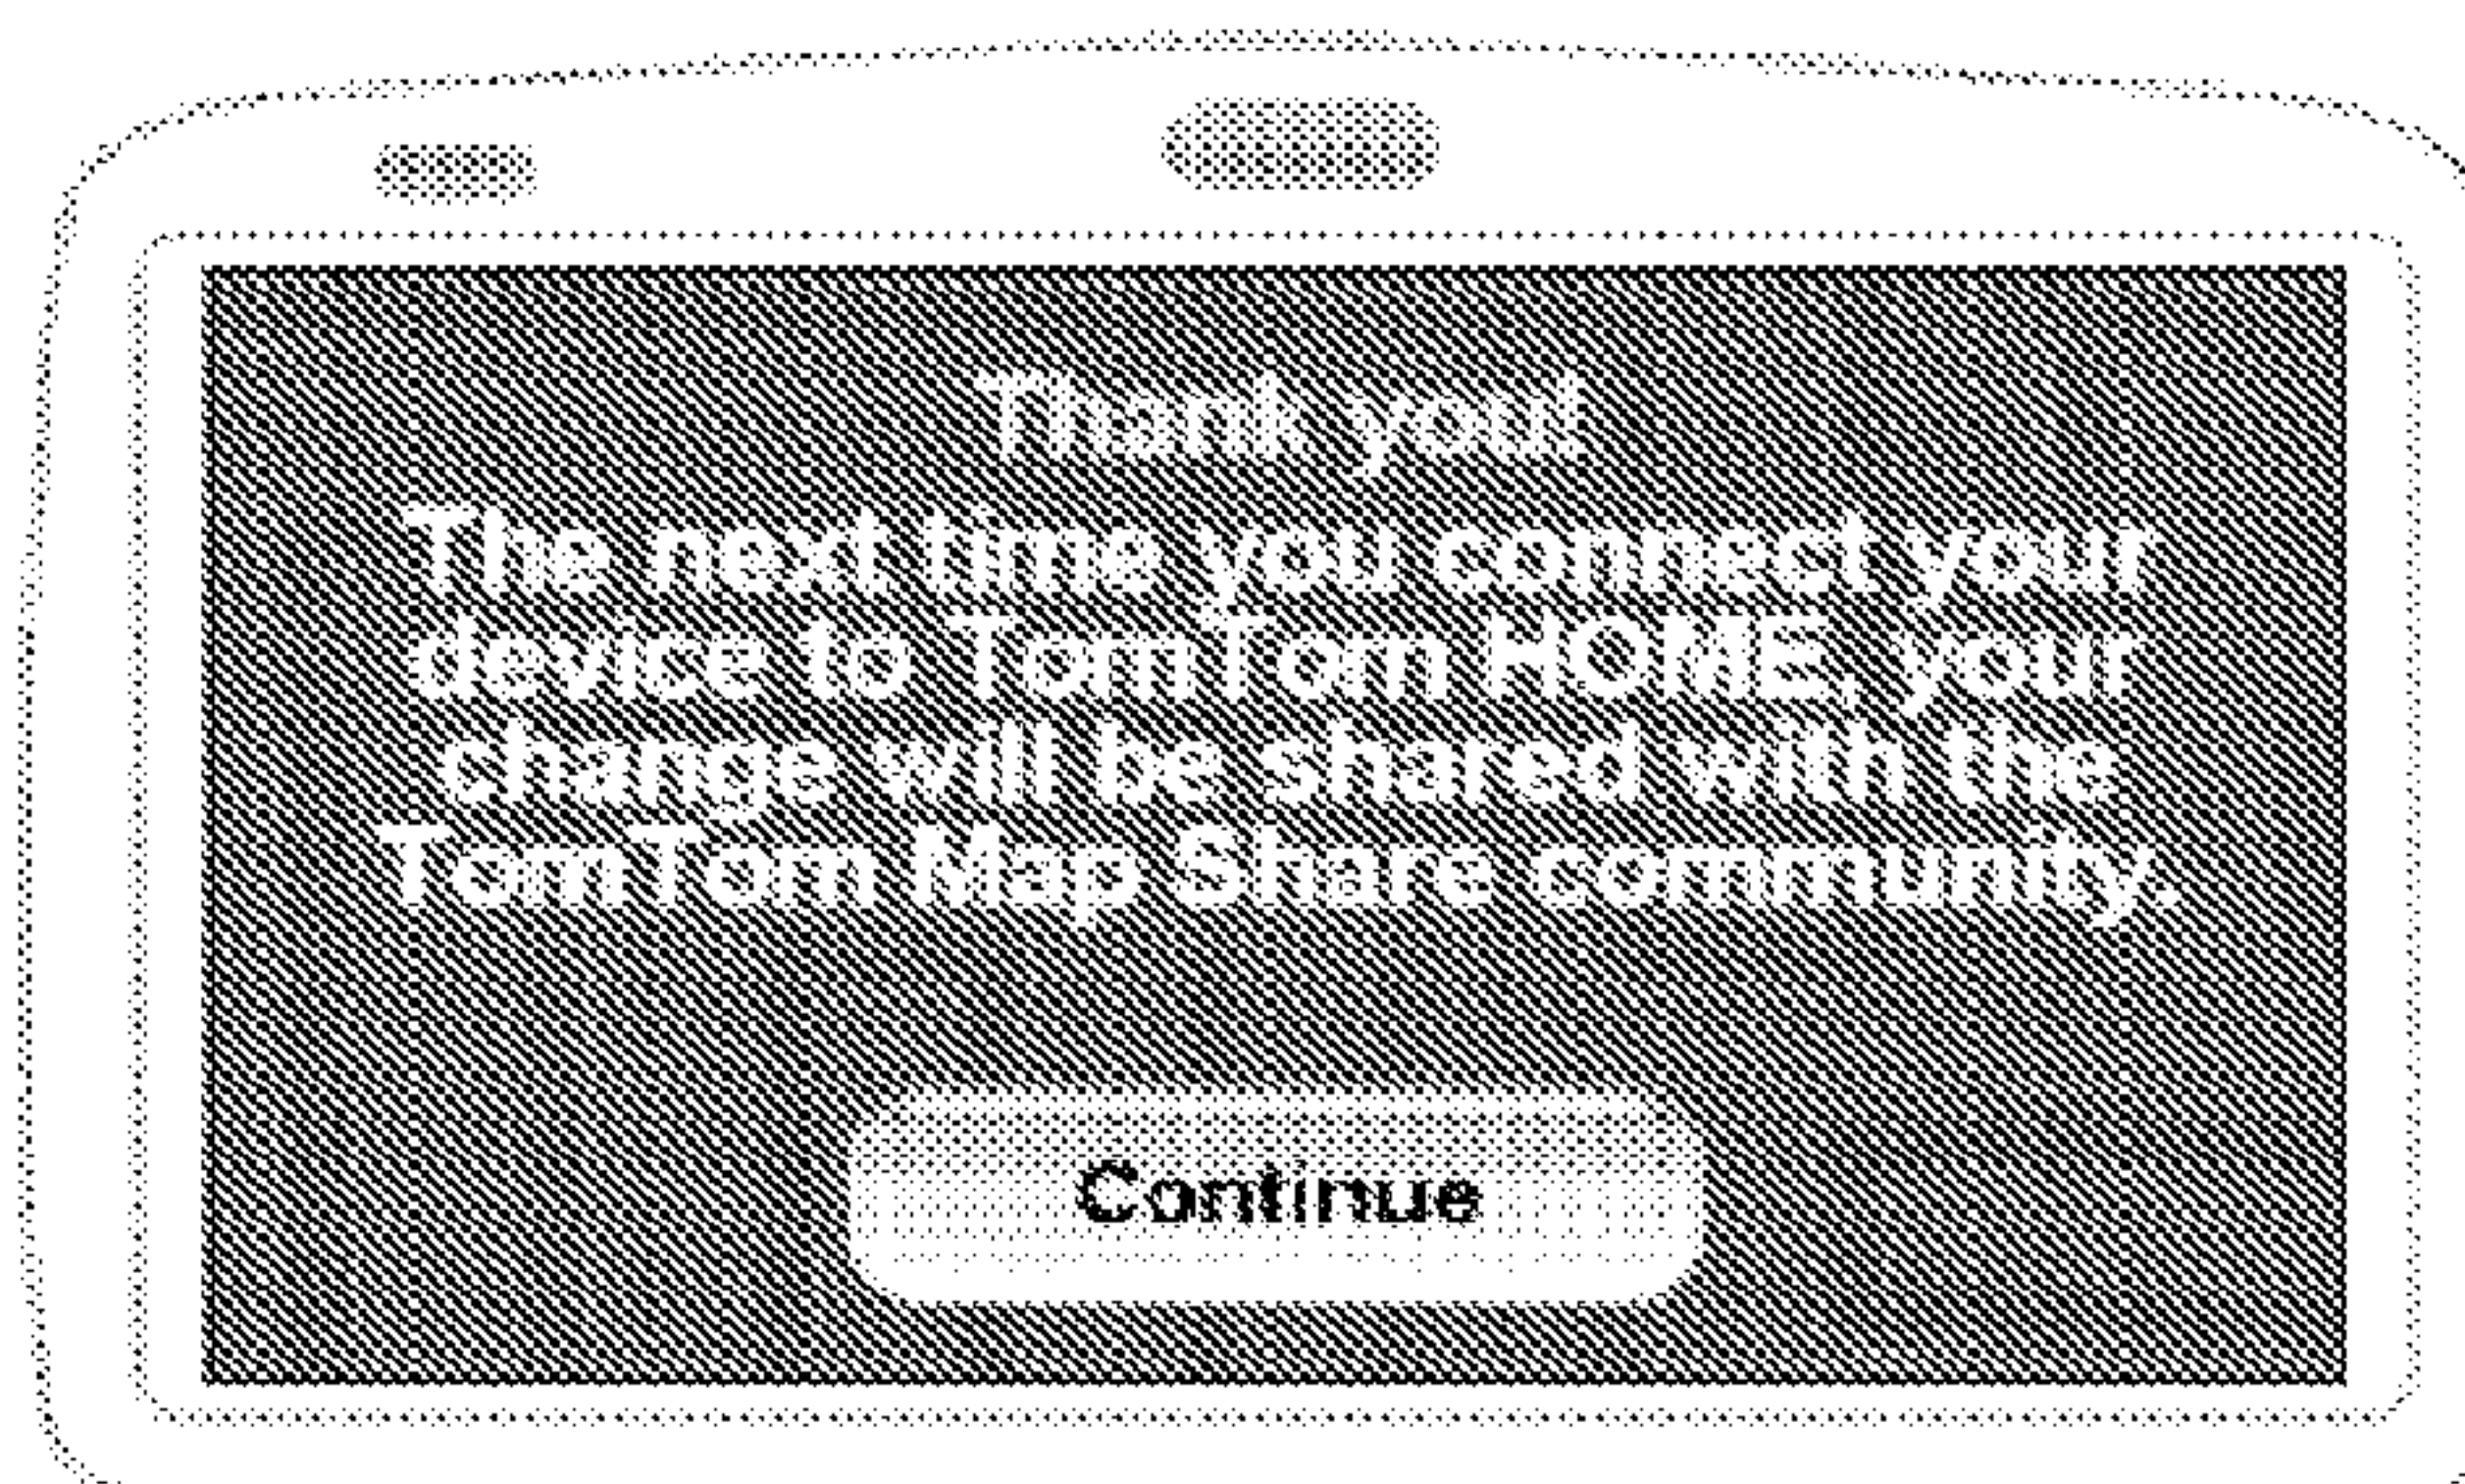 Thank you!
The next time you connect your
device to TomTom HOME, your
change will be shared with the
TomTom Map Share community.
Continue